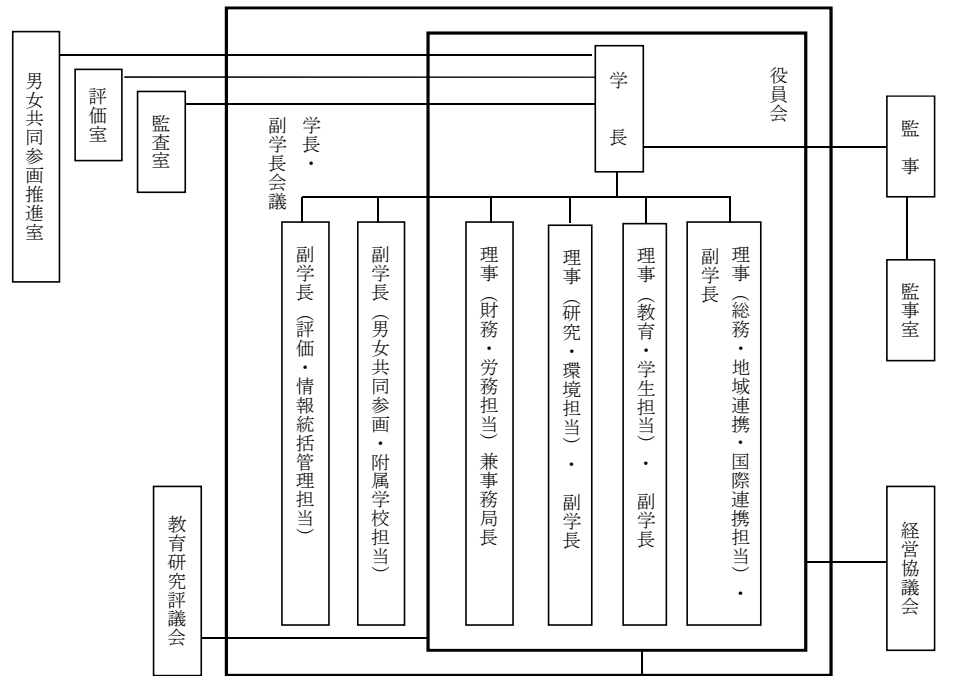 役員会
学長
監事
監事室
経営協議会
学長・
副学長会議
理事（総務・地域連携・国際連携担当）・
副学長
理事（教育・学生担当）・副学長
理事（研究・環境担当）・副学長
理事（財務・労務担当）兼事務局長
副学長（男女共同参画・附属学校担当）
副学長（評価・情報統括管理担当）
監査室
評価室
男女共同参画推進室
教育研究評議会